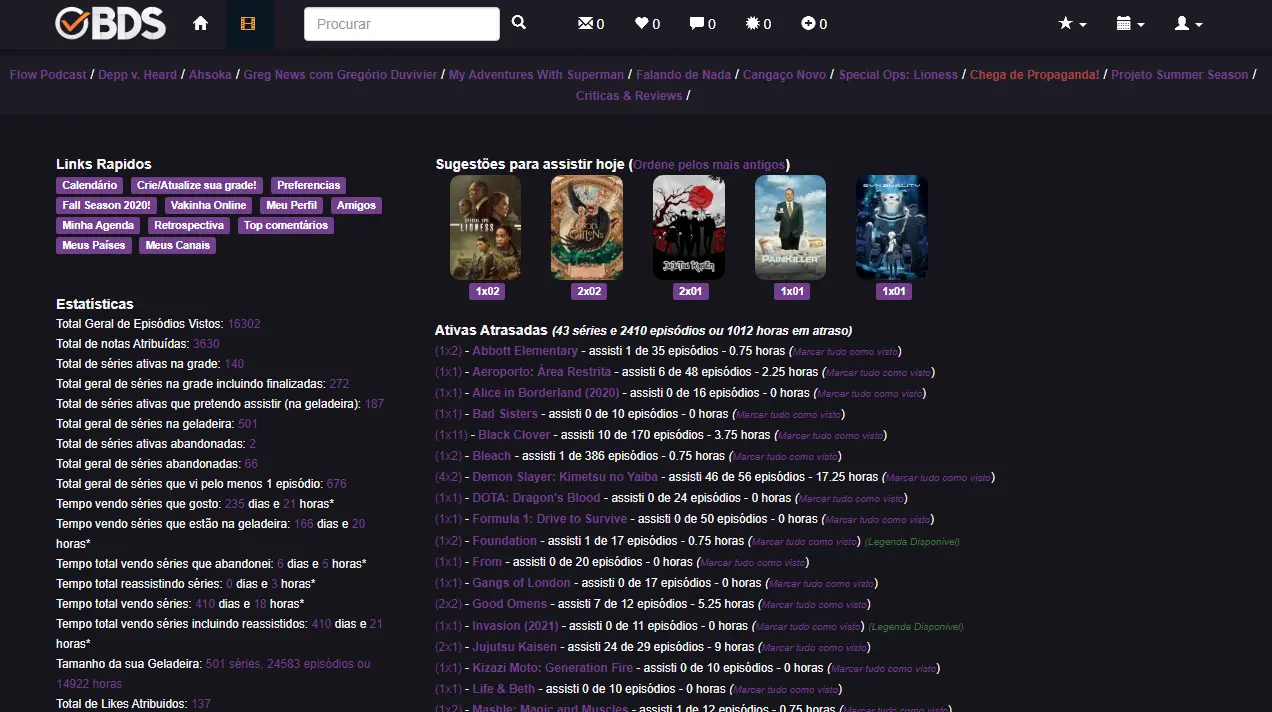 BDS Procurar 0 0 0 0 0
Flow Podcast / Depp v. Heard / Ahsoka / Greg News com Gregório Duvivier / My Adventures With Superman / Falando de Nada / Cangaço Novo / Special Ops: Lioness / Chega de Propaganda! / Projeto Summer Season /
Críticas & Reviews /
Links Rapidos
Calendário Crie/Atualize sua grade! Preferencias
Fall Season 2020! Vakinha Online Meu Perfil Amigos
Minha Agenda Retrospectiva Top comentários
Meus Países Meus Canais
Estatísticas
Total Geral de Episódios Vistos: 16302
Total de notas Atribuídas: 3630
Total de séries ativas na grade: 140
Total geral de séries na grade incluindo finalizadas: 272
Total de séries ativas que pretendo assistir (na geladeira): 187
Total geral de séries na geladeira: 501
Total de séries ativas abandonadas: 2
Total geral de séries abandonadas: 66
Total geral de séries que vi pelo menos 1 episódio: 676
Tempo vendo séries que gosto: 235 dias e 21 horas*
Tempo vendo séries que estão na geladeira: 166 dias e 20
horas*
Tempo total vendo séries que abandonei: 6 dias e 5 horas*
Tempo total reassistindo séries: 0 dias e 3 horas*
Tempo total vendo séries: 410 dias e 18 horas*
Tempo total vendo séries incluindo reassistidos: 410 dias e 21
horas*
Tamanho da sua Geladeira: 501 séries, 24583 episódios ou
14922 horas
Total de Likes Atribuidos: 137
Sugestões para assistir hoje (Ordene pelos mais antigos)
LIONESS
JUJUTSU KAISEN
PAINKILLER
SYNDUALITY
1x02 2x02 2x01 1x01 1x01
Ativas Atrasadas (43 séries e 2410 episódios ou 1012 horas em atraso)
(1x2) - Abbott Elementary - assisti 1 de 35 episódios - 0.75 horas (Marcar tudo como visto)
(1x1) - Aeroporto: Área Restrita - assisti 6 de 48 episódios - 2.25 horas (Marcar tudo como visto)
(1x1) - Alice in Borderland (2020) - assisti 0 de 16 episódios - 0 horas (Marcar tudo como visto)
(1x1) - Bad Sisters - assisti 0 de 10 episódios - 0 horas (Marcar tudo como visto)
(1x11) - Black Clover - assisti 10 de 170 episódios - 3.75 horas (Marcar tudo como visto)
(1x2) - Bleach - assisti 1 de 386 episódios - 0.75 horas (Marcar tudo como visto)
(4x2) - Demon Slayer: Kimetsu no Yaiba - assisti 46 de 56 episódios - 17.25 horas (Marcar tudo como visto)
(1x1) - DOTA: Dragon's Blood - assisti 0 de 24 episódios - 0 horas (Marcar tudo como visto)
(1x1) - Formula 1: Drive to Survive - assisti 0 de 50 episódios - 0 horas (Marcar tudo como visto)
(1x2) - Foundation - assisti 1 de 17 episódios - 0.75 horas (Marcar tudo como visto) (Legenda Disponível)
(1x1) - From - assisti 0 de 20 episódios - 0 horas (Marcar tudo como visto)
(1x1) - Gangs of London - assisti 0 de 17 episódios - 0 horas (Marcar tudo como visto)
(2x2) - Good Omens - assisti 7 de 12 episódios - 5.25 horas (Marcar tudo como visto)
(1x1) - Invasion (2021) - assisti 0 de 11 episódios - 0 horas (Marcar tudo como visto) (Legenda Disponível)
(2x1) - Jujutsu Kaisen - assisti 24 de 29 episódios - 9 horas (Marcar tudo como visto)
(1x1) - Kizazi Moto: Generation Fire - assisti 0 de 10 episódios - 0 horas (Marcar tudo como visto)
(1x1) - Life & Beth - assisti 0 de 10 episódios - 0 horas (Marcar tudo como visto)
(1x2) - Mashle: Magic and Muscles - assisti 1 de 12 episódios - 0.75 horas (Marcar tudo como visto)